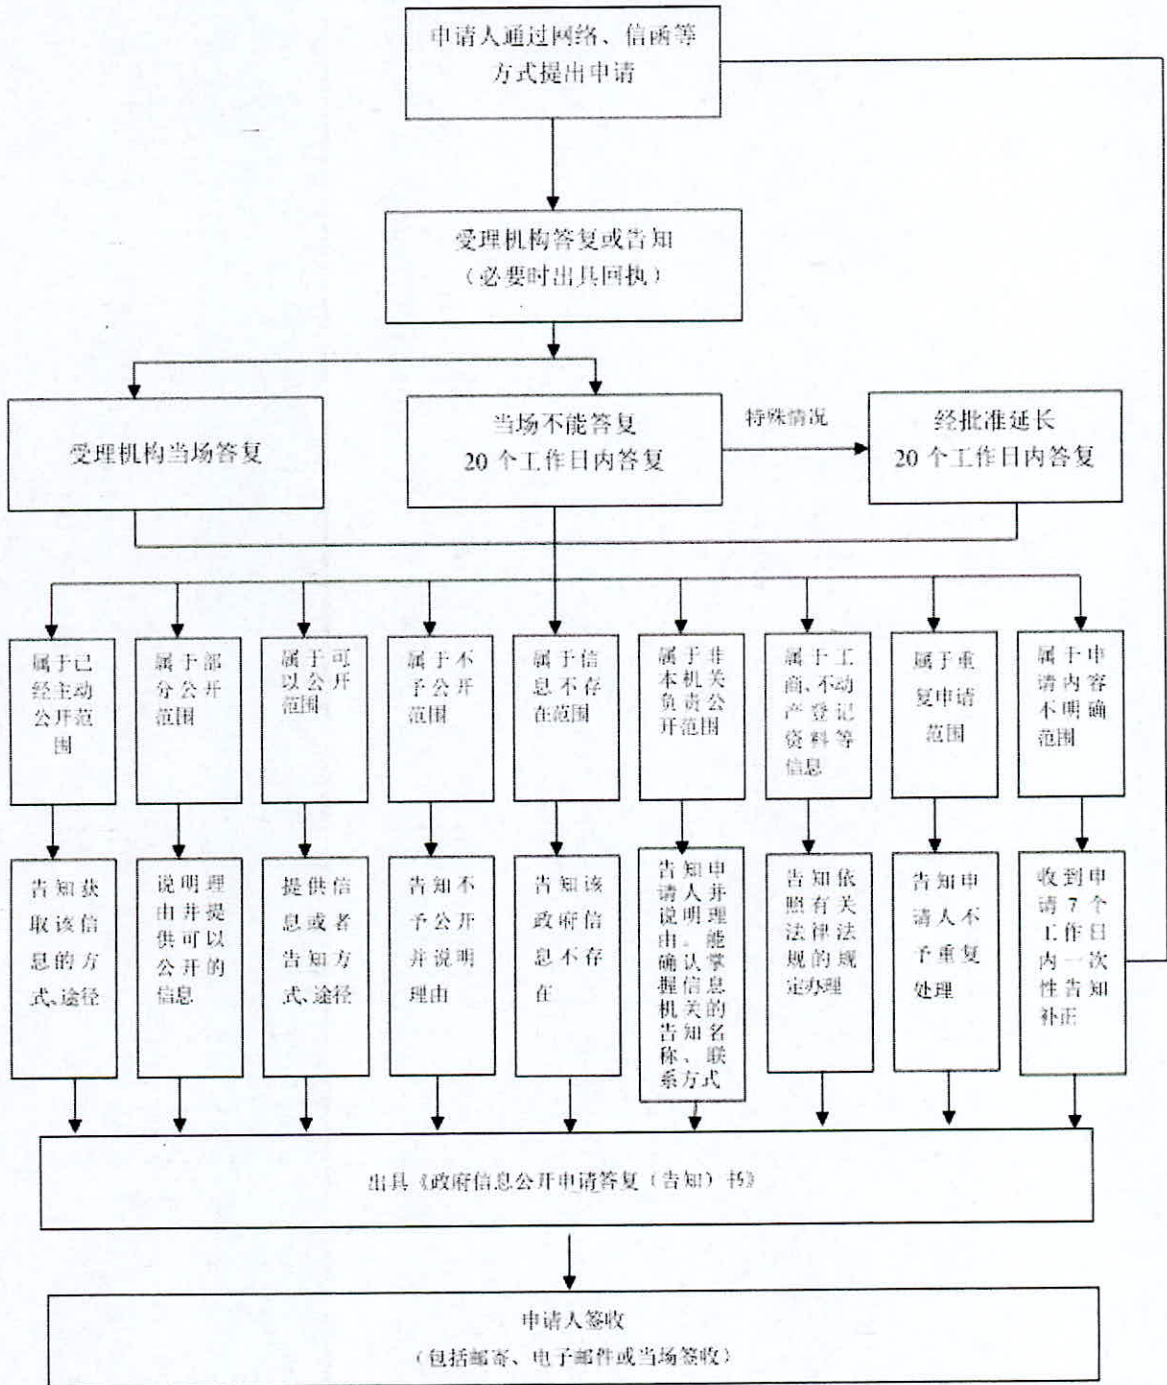 申请人通过网络、信函等
方式提出申请
受理机构答复或告知
（必要时出具回执）
受理机构当场答复
当场不能答复
20 个工作日内答复
特殊情况
经批准延长
20 个工作日内答复
属于已
经主动
公开范
围
属于部
分公开
范围
属于可
以公开
范围
属于不
予公开
范围
属于信
息不存
在范围
属于非
本机关
负责公
开范围
属于工
商、不动
产登记
资料等
信息
属于重
复申请
范围
属于申
请内容
不明确
范围
告知获
取该信
息的方
式、途径
说明理
由并提
供可以
公开的
信息
提供信
息或者
告知方
式、途径
告知不
予公开
并说明
理由
告知该
政府信
息不存
在
告知申
请人并
说明理
由。能
确认掌
握信息
机关的
告知名
称、联
系方式
告知依
照有关
法律法
规的规
定办理
告知申
请人不
予重复
处理
收到申
请 7 个
工作日
内一次
性告知
补正
出具《政府信息公开申请答复（告知）书》
申请人签收
（包括邮寄、电子邮件或当场签收）